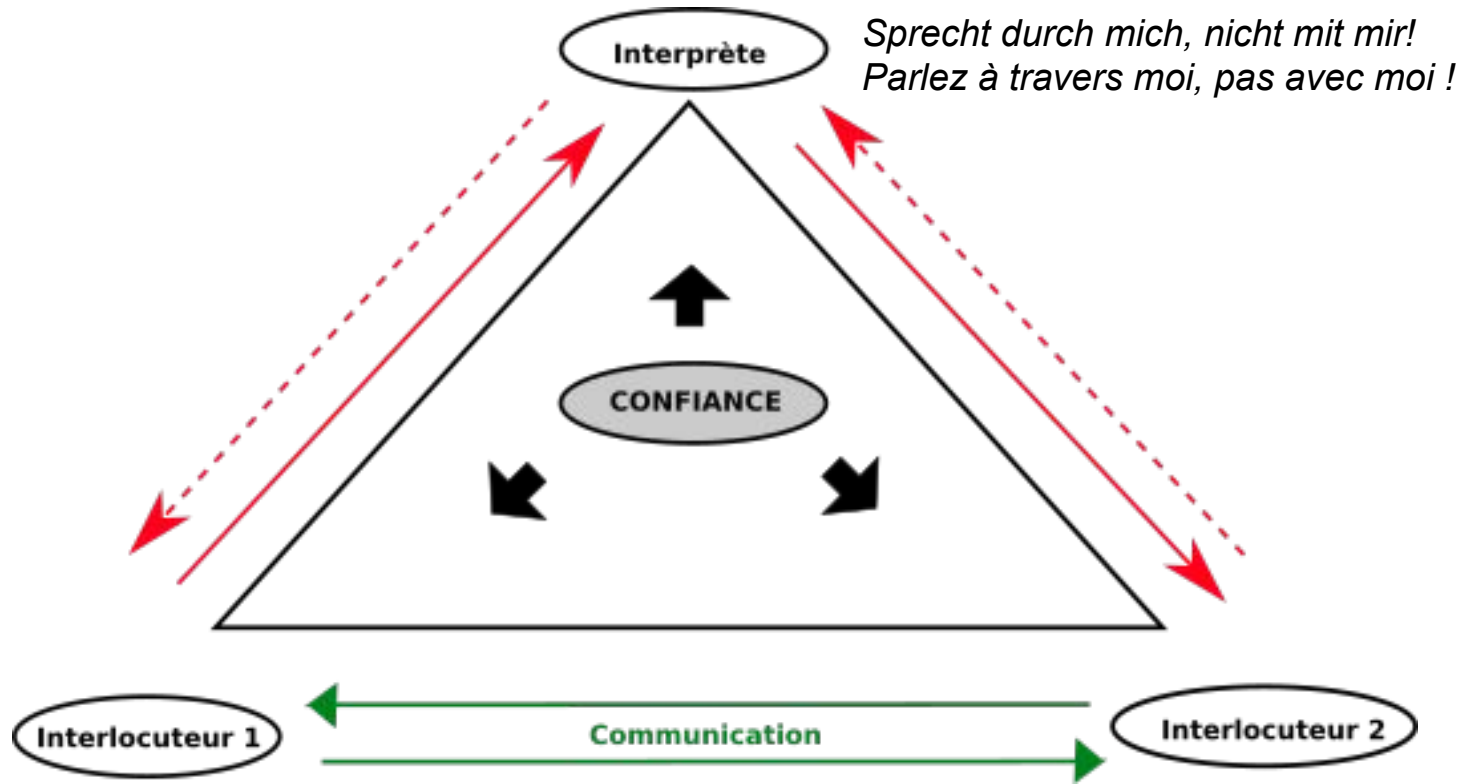 Interprète
Sprecht durch mich, nicht mit mir!
Parlez à travers moi, pas avec moi !
CONFIANCE
Interlocuteur 1
Communication
Interlocuteur 2